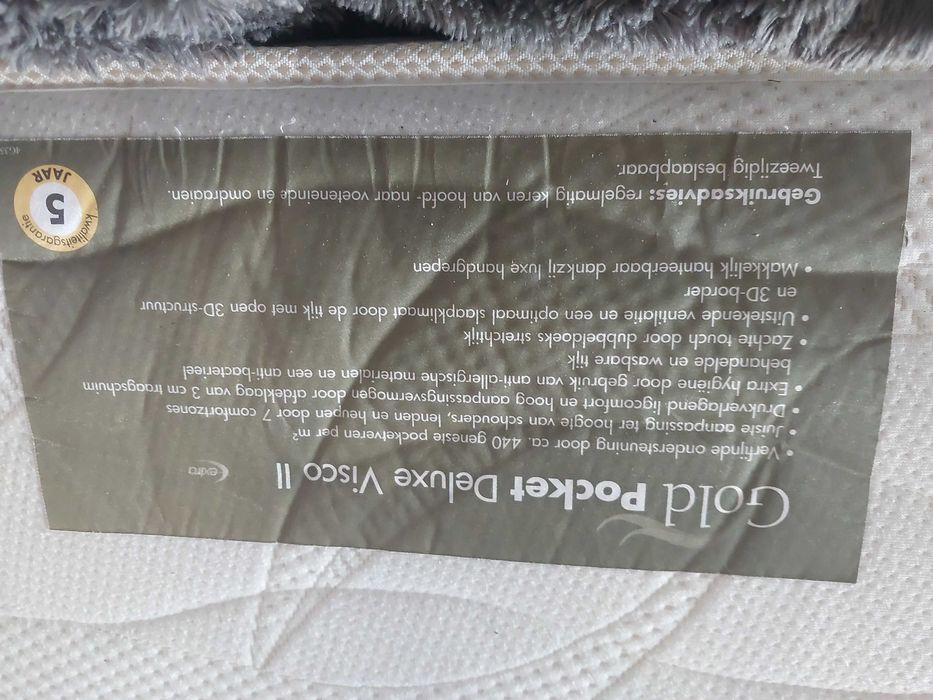 Gold Pocket Deluxe Visco II
extra
• Verfijnde ondersteuning door ca. 440 geseste pocketveren per m²
• Juiste aanpassing ter hoogte van schouders, lenden en heupen door 7 comfortzones
• Drukverlagend ligcomfort en hoog aanpassingsvermogen door afdeklaag van 3 cm traagschuim
• Extra hygiëne door gebruik van anti-allergische materialen en een anti-bacterieel
behandelde en wasbare tijk
• Zachte touch door dubbeldoeks stretchtijk
• Uitstekende ventilatie en een optimaal slaapklimaat door de tijk met open 3D-structuur
en 3D-border
• Makkelijk hanteerbaar dankzij luxe handgrepen
Gebruiksadvies: regelmatig keren van hoofd- naar voeteneinde én omdraaien.
Tweezijdig beslaapbaar.
kwaliteitsgarantie
5
JAAR